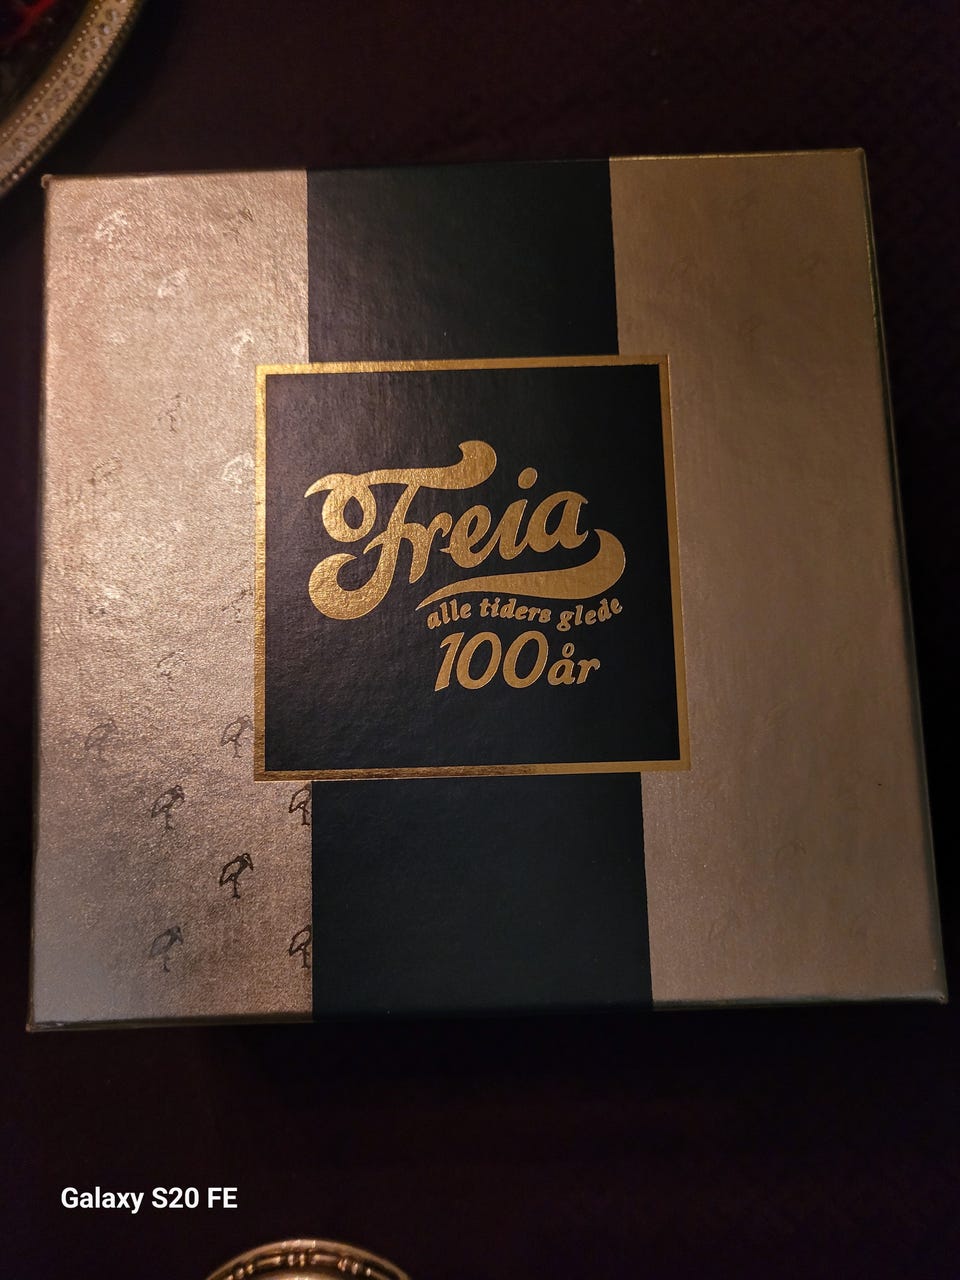 Freia
alle tiders glede
100 år
Galaxy S20 FE